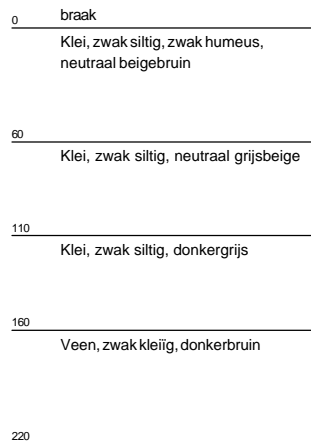 0 braak
Klei, zwak siltig, zwak humeus,
neutraal beigebruin
60
Klei, zwak siltig, neutraal grijsbeige
110
Klei, zwak siltig, donkergrijs
160
Veen, zwak kleiïg, donkerbruin
220